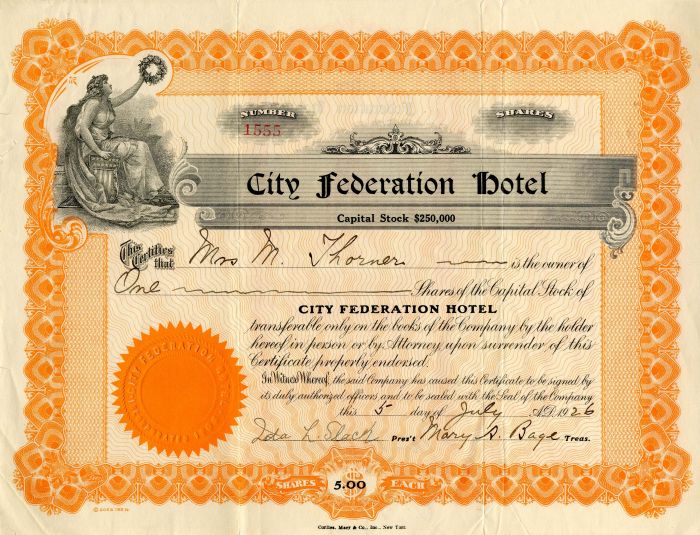 NUMBER
1555
SHARES
City Federation Hotel
Capital Stock $250,000
This Certifies that Mrs M. Thorner is the owner of
One Shares of the Capital Stock of
CITY FEDERATION HOTEL
transferable only on the books of the Company by the holder
hereof in person or by Attorney upon surrender of this
Certificate properly endorsed.
In Witness Whereof, the said Company has caused this Certificate to be signed by
its duly authorized officers and to be sealed with the Seal of the Company
this 5 day of July A.D. 1926
L. Slack Pres't Mary A. Bage Treas.
CITY FEDERATION
SHARES 5.00 EACH
Corlies, Macy & Co., Inc., New York